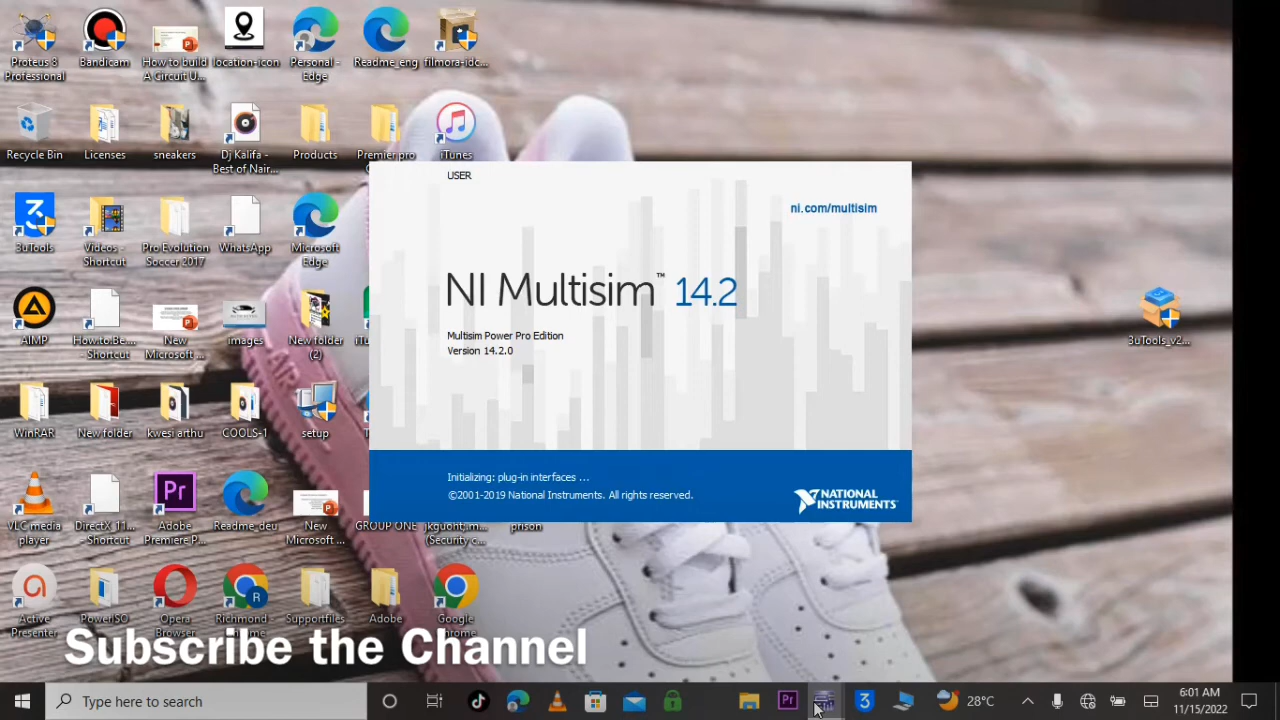 Proteus 8
Professional
Bandicam
How to build
A Circuit U...
location-icon
Personal -
Edge
Readme_eng
filmora-idc...
Recycle Bin
Licenses
sneakers
Dj Kalifa -
Best of Nair...
Products
Premier pro
iTunes
3uTools
Videos -
Shortcut
Pro Evolution
Soccer 2017
WhatsApp
Microsoft
Edge
AIMP
How.to.Be....
- Shortcut
New
Microsoft ...
images
New folder
(2)
WinRAR
New folder
kwesi arthu
COOLS-1
setup
VLC media
player
DirectX_11...
- Shortcut
Adobe
Premiere P...
Readme_deu
New
Microsoft ...
GROUP ONE
(Security c...
prison
Active
Presenter
PowerISO
Opera
Browser
Richmond -
Chrome
Supportfiles
Adobe
Google
Chrome
3uTools_v2...
USER
ni.com/multisim
NI Multisim™ 14.2
Multisim Power Pro Edition
Version 14.2.0
Initializing: plug-in interfaces ...
©2001-2019 National Instruments. All rights reserved.
NATIONAL
INSTRUMENTS
Subscribe the Channel
Type here to search
28°C
6:01 AM
11/15/2022